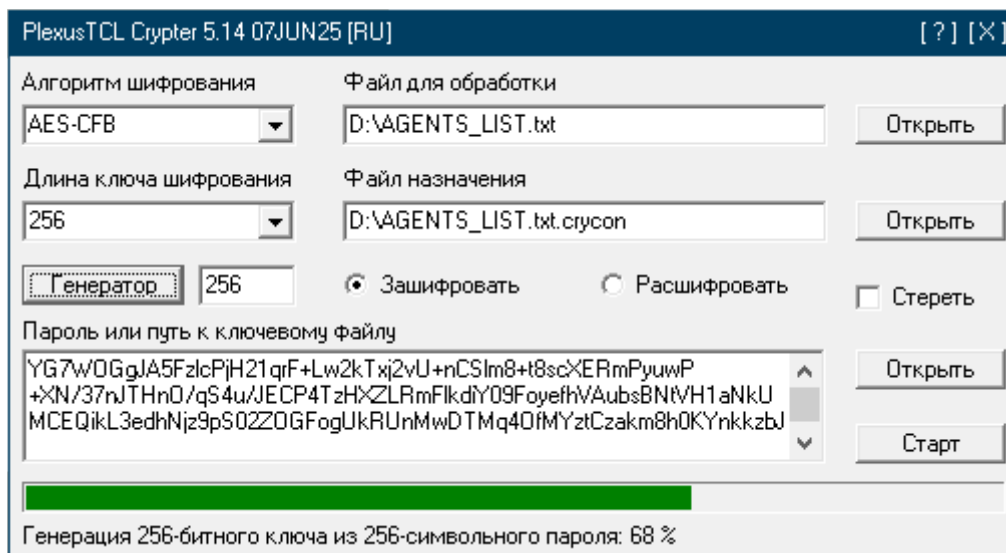 PlexusTCL Crypter 5.14 07JUN25 [RU]
[ ? ] [X]
Алгоритм шифрования
Файл для обработки
AES-CFB
D:\AGENTS_LIST.txt
Открыть
Длина ключа шифрования
Файл назначения
256
D:\AGENTS_LIST.txt.crycon
Открыть
Генератор
256
Зашифровать
Расшифровать
Стереть
Пароль или путь к ключевому файлу
YG7WOGgJA5FzIcPjH21qrF+Lw2kTxj2vU+nCSIm8+t8scXERmPyuwP
+XN/37nJTHnO/qS4u/JECP4TzHXZLRmFIkdiY09FoyefhVAubsBNtVH1aNkU
MCEQikL3edhNjz9pS02ZOGFogUkRUnMwDTMq4OfMYztCzakm8h0KYnkkzbJ
Открыть
Старт
Генерация 256-битного ключа из 256-символьного пароля: 68 %